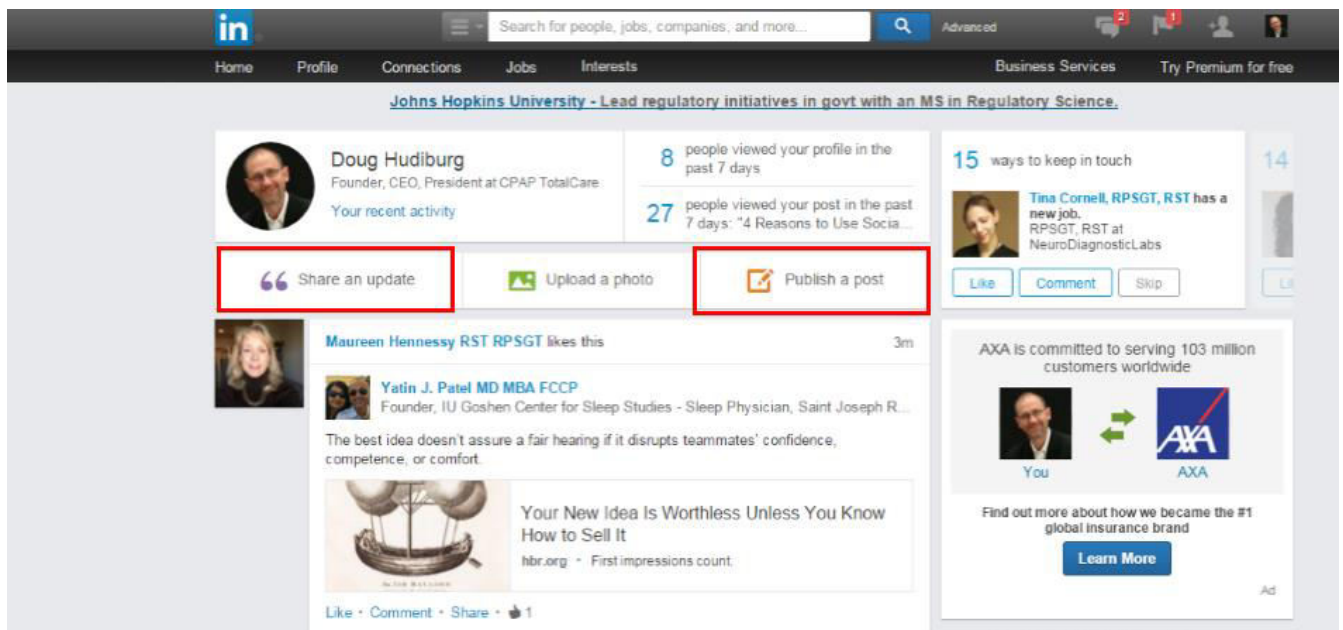 in
Search for people, jobs, companies, and more...
Advanced
2
1
Home Profile Connections Jobs Interests Business Services Try Premium for free
Johns Hopkins University - Lead regulatory initiatives in govt with an MS in Regulatory Science.
Doug Hudiburg
Founder, CEO, President at CPAP TotalCare
Your recent activity
8 people viewed your profile in the
past 7 days
27 people viewed your post in the past
7 days: "4 Reasons to Use Socia...
15 ways to keep in touch
14
Tina Cornell, RPSGT, RST has a
new job.
RPSGT, RST at
NeuroDiagnosticLabs
Like Comment Skip
Share an update
Upload a photo
Publish a post
Maureen Hennessy RST RPSGT likes this 3m
Yatin J. Patel MD MBA FCCP
Founder, IU Goshen Center for Sleep Studies - Sleep Physician, Saint Joseph R...
The best idea doesn't assure a fair hearing if it disrupts teammates' confidence,
competence, or comfort.
Your New Idea Is Worthless Unless You Know
How to Sell It
hbr.org · First impressions count.
Like · Comment · Share · 1
AXA is committed to serving 103 million
customers worldwide
AXA
You AXA
Find out more about how we became the #1
global insurance brand
Learn More
Ad